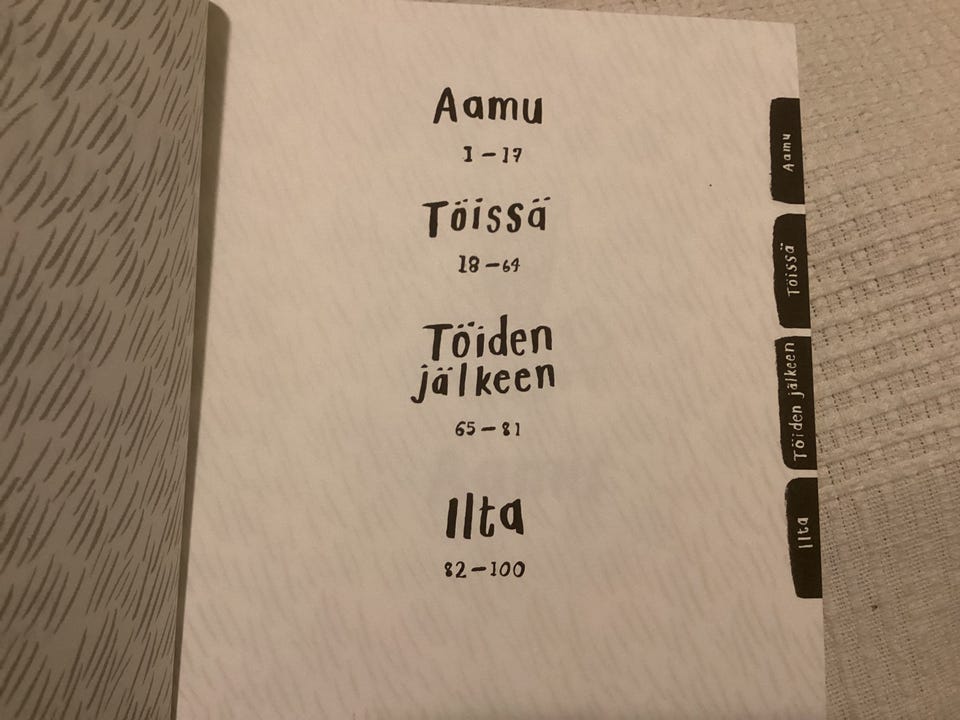 Aamu
1–17
Töissä
18–64
Töiden
jälkeen
65–81
Ilta
82–100
Aamu
Töissä
Töiden jälkeen
Ilta